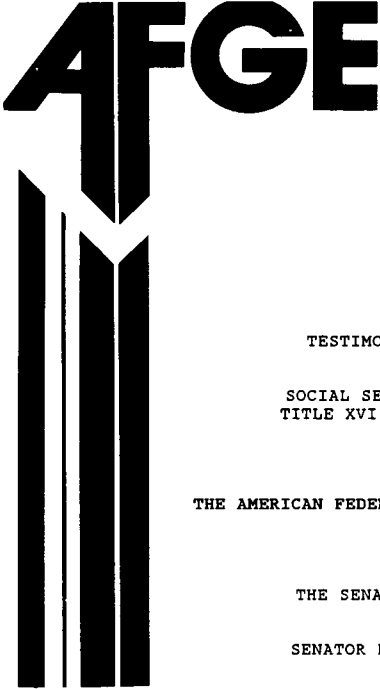 AFGE
TESTIMO
SOCIAL SE
TITLE XVI
THE AMERICAN FEDE
THE SENA
SENATOR